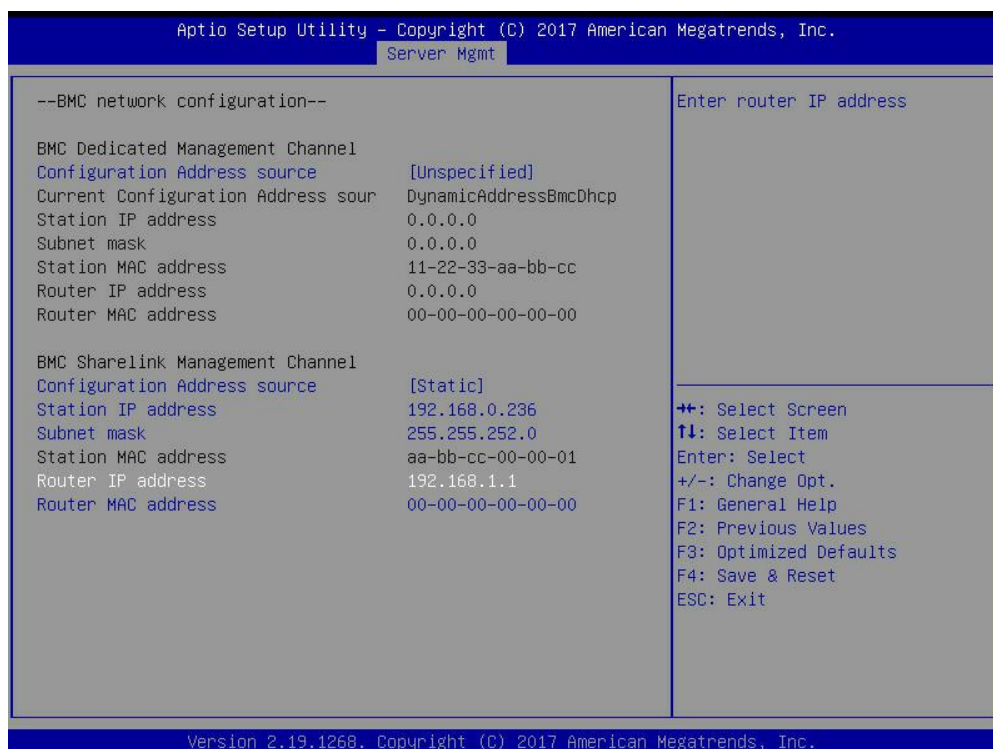 Aptio Setup Utility – Copyright (C) 2017 American Megatrends, Inc.
Server Mgmt
--BMC network configuration--
BMC Dedicated Management Channel
Configuration Address source [Unspecified]
Current Configuration Address sour DynamicAddressBmcDhcp
Station IP address 0.0.0.0
Subnet mask 0.0.0.0
Station MAC address 11-22-33-aa-bb-cc
Router IP address 0.0.0.0
Router MAC address 00-00-00-00-00-00
BMC Sharelink Management Channel
Configuration Address source [Static]
Station IP address 192.168.0.236
Subnet mask 255.255.252.0
Station MAC address aa-bb-cc-00-00-01
Router IP address 192.168.1.1
Router MAC address 00-00-00-00-00-00
Enter router IP address
→←: Select Screen
↑↓: Select Item
Enter: Select
+/-: Change Opt.
F1: General Help
F2: Previous Values
F3: Optimized Defaults
F4: Save & Reset
ESC: Exit
Version 2.19.1268. Copyright (C) 2017 American Megatrends, Inc.